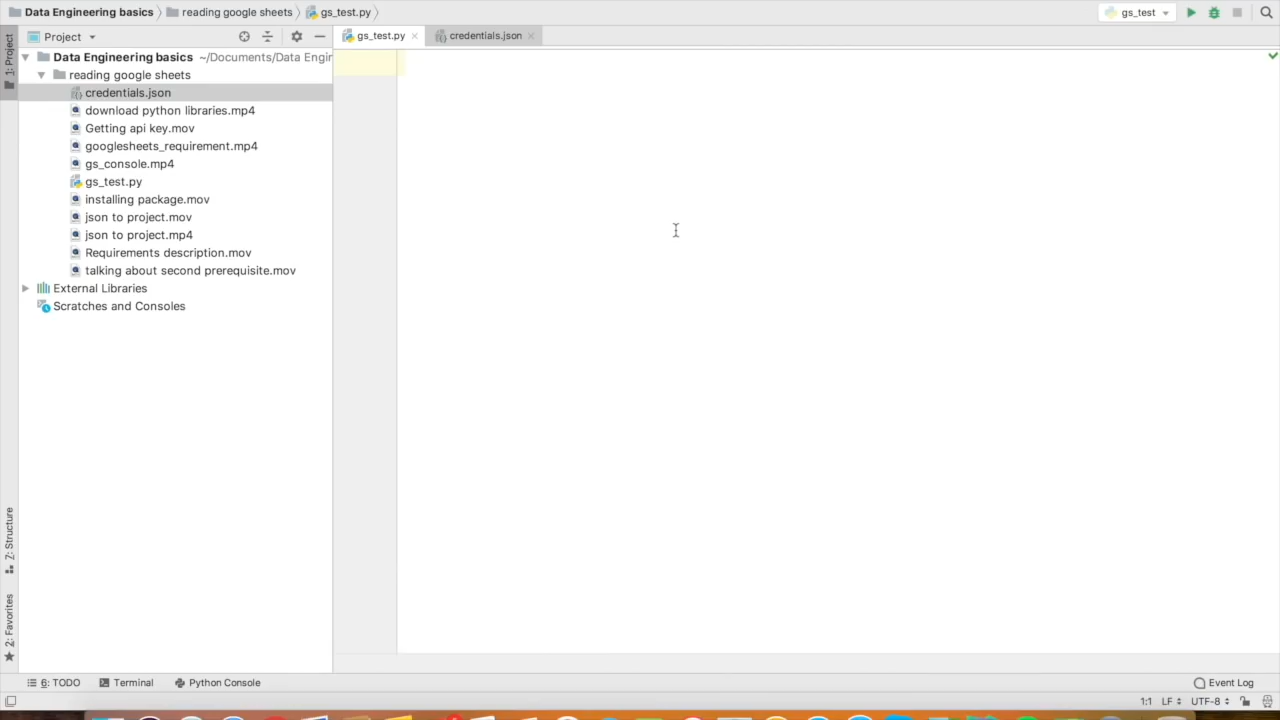 Data Engineering basics reading google sheets gs_test.py gs_test
1: Project
Project
gs_test.py credentials.json
Data Engineering basics ~/Documents/Data Engir
reading google sheets
credentials.json
download python libraries.mp4
Getting api key.mov
googlesheets_requirement.mp4
gs_console.mp4
gs_test.py
installing package.mov
json to project.mov
json to project.mp4
Requirements description.mov
talking about second prerequisite.mov
External Libraries
Scratches and Consoles
7: Structure
2: Favorites
6: TODO Terminal Python Console Event Log
1:1 LF UTF-8